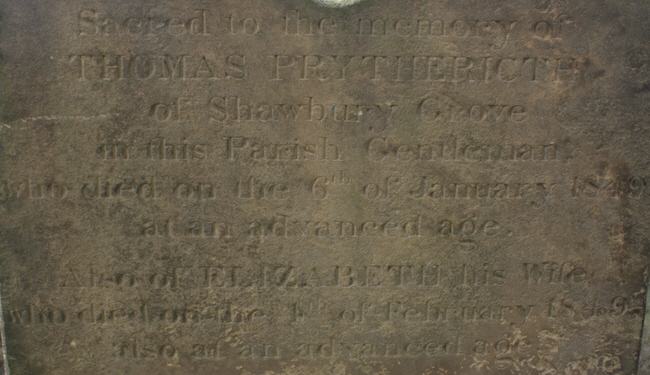 Sacred to the memory of
THOMAS PRYTHERICTH
of Shawbury Grove
in this Parish Gentleman,
who died on the 6th of January 1849
at an advanced age.
Also of ELIZABETH his Wife
who died on the of February
also at an advanced age